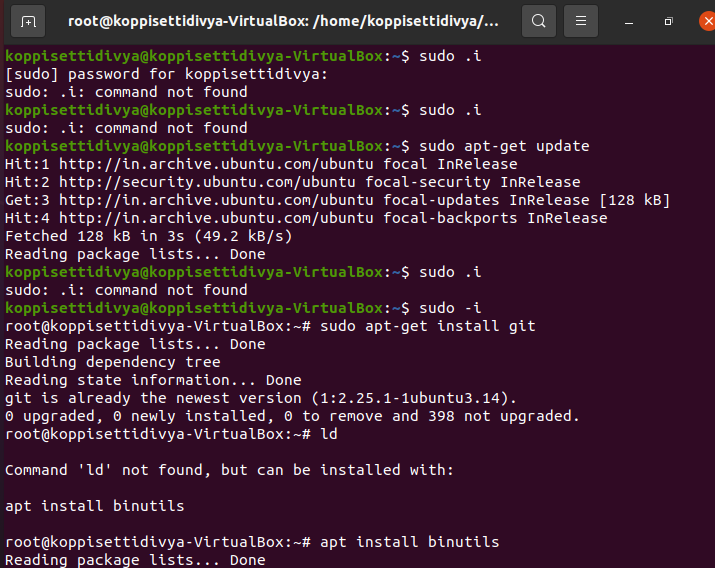 root@koppisettidivya-VirtualBox: /home/koppisettidivya/...
koppisettidivya@koppisettidivya-VirtualBox:~$ sudo .i
[sudo] password for koppisettidivya:
sudo: .i: command not found
koppisettidivya@koppisettidivya-VirtualBox:~$ sudo .i
sudo: .i: command not found
koppisettidivya@koppisettidivya-VirtualBox:~$ sudo apt-get update
Hit:1 http://in.archive.ubuntu.com/ubuntu focal InRelease
Hit:2 http://security.ubuntu.com/ubuntu focal-security InRelease
Get:3 http://in.archive.ubuntu.com/ubuntu focal-updates InRelease [128 kB]
Hit:4 http://in.archive.ubuntu.com/ubuntu focal-backports InRelease
Fetched 128 kB in 3s (49.2 kB/s)
Reading package lists... Done
koppisettidivya@koppisettidivya-VirtualBox:~$ sudo .i
sudo: .i: command not found
koppisettidivya@koppisettidivya-VirtualBox:~$ sudo -i
root@koppisettidivya-VirtualBox:~# sudo apt-get install git
Reading package lists... Done
Building dependency tree
Reading state information... Done
git is already the newest version (1:2.25.1-1ubuntu3.14).
0 upgraded, 0 newly installed, 0 to remove and 398 not upgraded.
root@koppisettidivya-VirtualBox:~# ld
Command 'ld' not found, but can be installed with:
apt install binutils
root@koppisettidivya-VirtualBox:~# apt install binutils
Reading package lists... Done